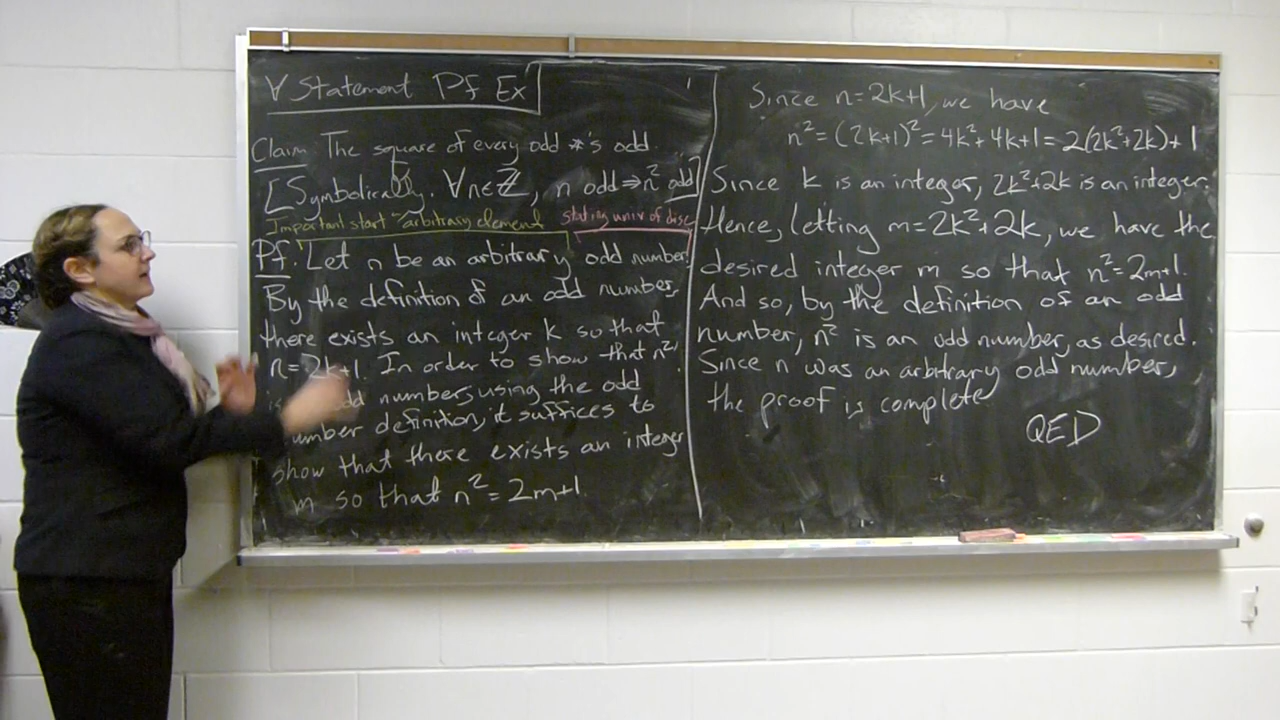 ∀ Statement Pf Ex
Claim The square of every odd #'s odd.
[Symbolically: ∀n∈ℤ, n odd ⇒ n² odd]
Important start "arbitrary element stating univ of disc
Pf: Let n be an arbitrary odd number.
By the definition of an odd number,
there exists an integer k so that
n=2k+1. In order to show that n²
odd number, using the odd
number definition, it suffices to
show that there exists an integer
m so that n²=2m+1.
Since n=2k+1, we have
n²=(2k+1)²=4k²+4k+1=2(2k²+2k)+1
Since k is an integer, 2k²+2k is an integer.
Hence, letting m=2k²+2k, we have the
desired integer m so that n²=2m+1.
And so, by the definition of an odd
number, n² is an odd number, as desired.
Since n was an arbitrary odd number,
the proof is complete
QED